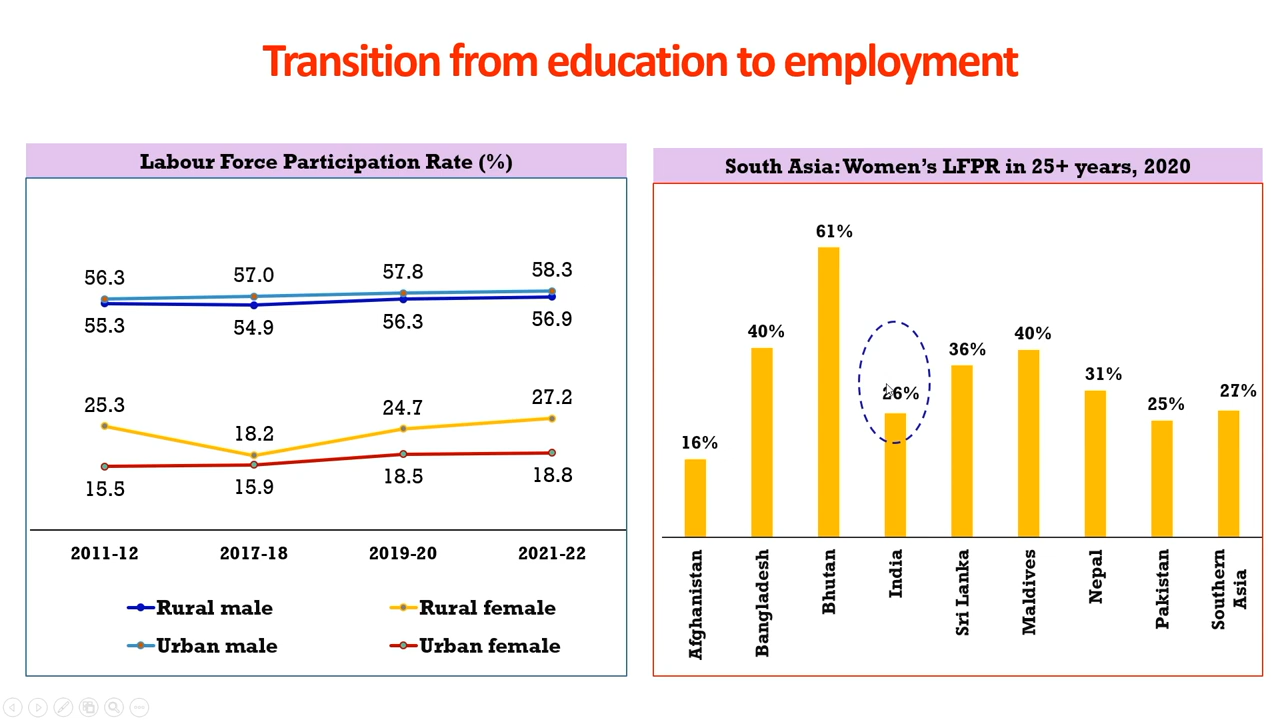 Transition from education to employment
Labour Force Participation Rate (%)
56.3 57.0 57.8 58.3
55.3 54.9 56.3 56.9
25.3 18.2 24.7 27.2
15.5 15.9 18.5 18.8
2011-12 2017-18 2019-20 2021-22
Rural male Rural female
Urban male Urban female
South Asia: Women's LFPR in 25+ years, 2020
16% 40% 61% 26% 36% 40% 31% 25% 27%
Afghanistan
Bangladesh
Bhutan
India
Sri Lanka
Maldives
Nepal
Pakistan
Southern
Asia